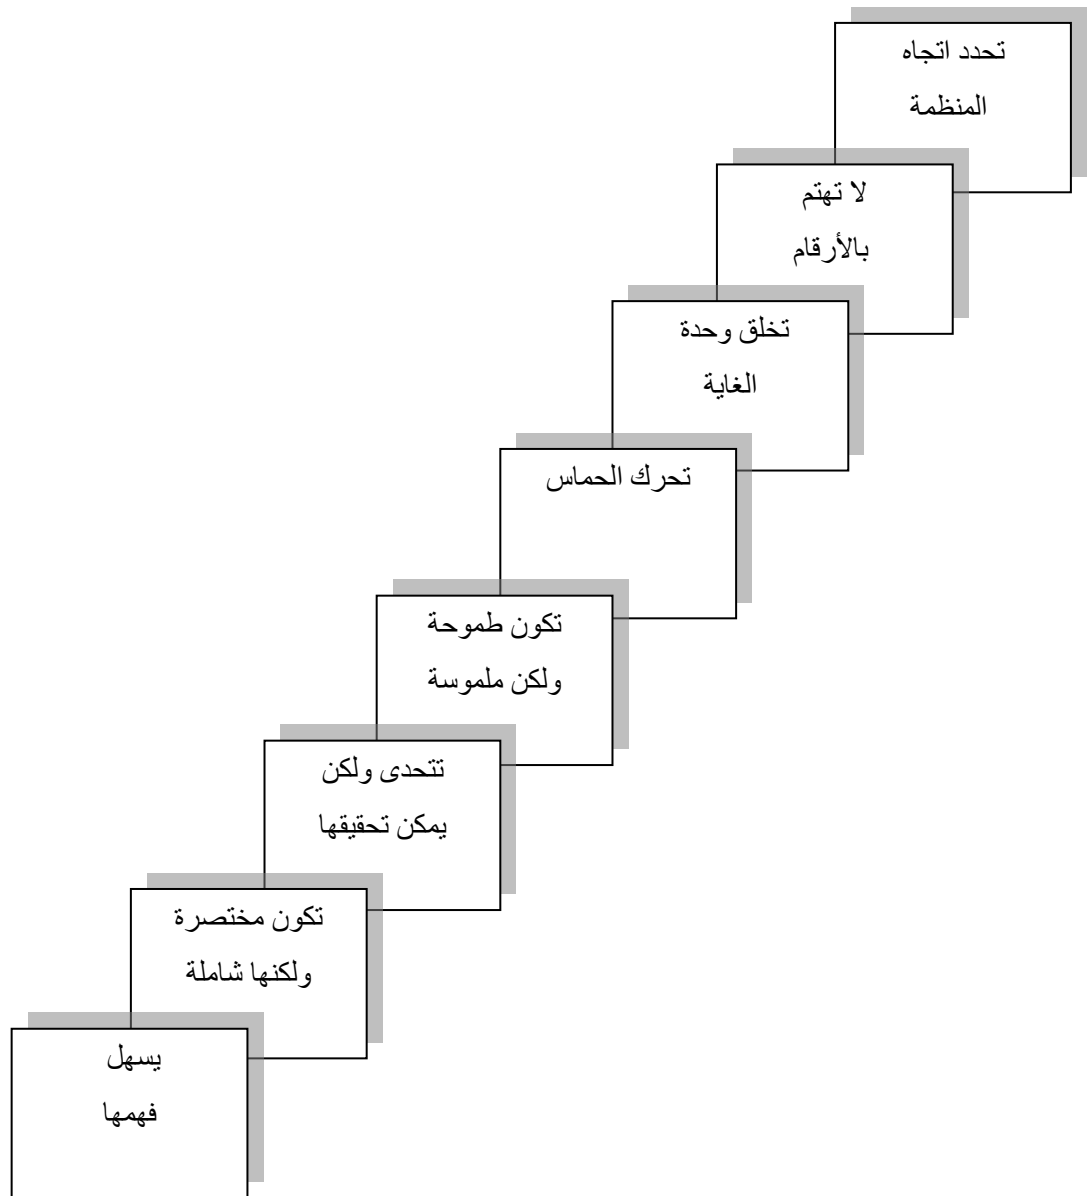 تحدد اتجاه
المنظمة
لا تهتم
بالأرقام
تخلق وحدة
الغاية
تحرك الحماس
تكون طموحة
ولكن ملموسة
تتحدى ولكن
يمكن تحقيقها
تكون مختصرة
ولكنها شاملة
يسهل
فهمها